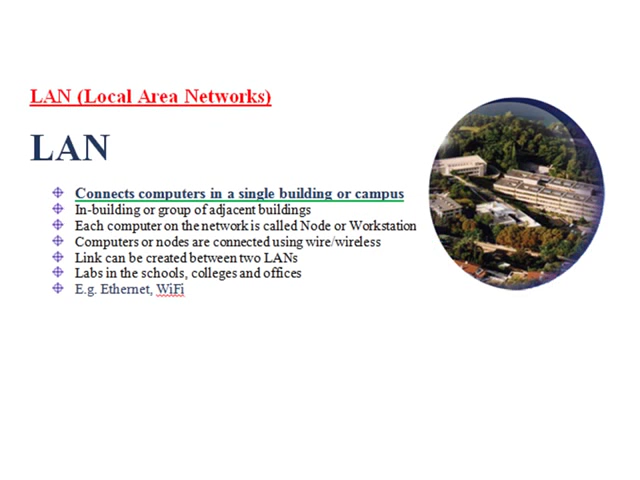 LAN (Local Area Networks)
LAN
Connects computers in a single building or campus
In-building or group of adjacent buildings
Each computer on the network is called Node or Workstation
Computers or nodes are connected using wire/wireless
Link can be created between two LANs
Labs in the schools, colleges and offices
E.g. Ethernet, WiFi